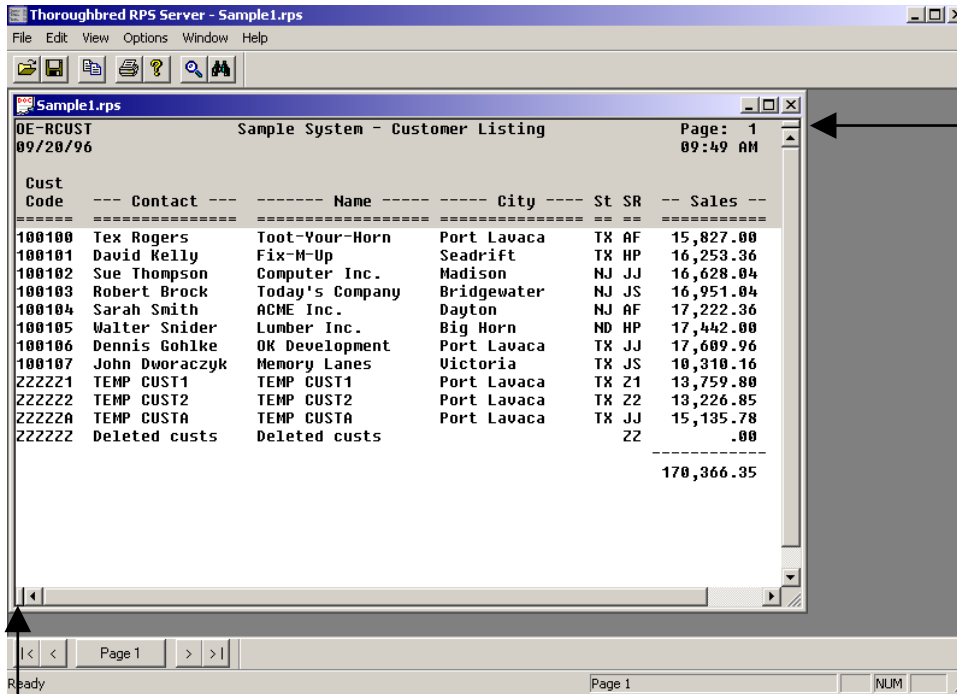 Thoroughbred RPS Server - Sample1.rps
File Edit View Options Window Help
DOC Sample1.rps
OE-RCUST Sample System - Customer Listing Page: 1
09/20/96 09:49 AM
Cust
Code --- Contact --- ------- Name ----- ----- City ---- St SR -- Sales --
====== =============== ================== =============== == == ===========
100100 Tex Rogers Toot-Your-Horn Port Lavaca TX AF 15,827.00
100101 David Kelly Fix-M-Up Seadrift TX HP 16,253.36
100102 Sue Thompson Computer Inc. Madison NJ JJ 16,628.04
100103 Robert Brock Today's Company Bridgewater NJ JS 16,951.04
100104 Sarah Smith ACME Inc. Dayton NJ AF 17,222.36
100105 Walter Snider Lumber Inc. Big Horn ND HP 17,442.00
100106 Dennis Gohlke OK Development Port Lavaca TX JJ 17,609.96
100107 John Dworaczyk Memory Lanes Victoria TX JS 10,310.16
ZZZZZ1 TEMP CUST1 TEMP CUST1 Port Lavaca TX Z1 13,759.80
ZZZZZ2 TEMP CUST2 TEMP CUST2 Port Lavaca TX Z2 13,226.85
ZZZZZA TEMP CUSTA TEMP CUSTA Port Lavaca TX JJ 15,135.78
ZZZZZZ Deleted custs Deleted custs ZZ .00
------------
170,366.35
|< < Page 1 > >|
Ready Page 1 NUM